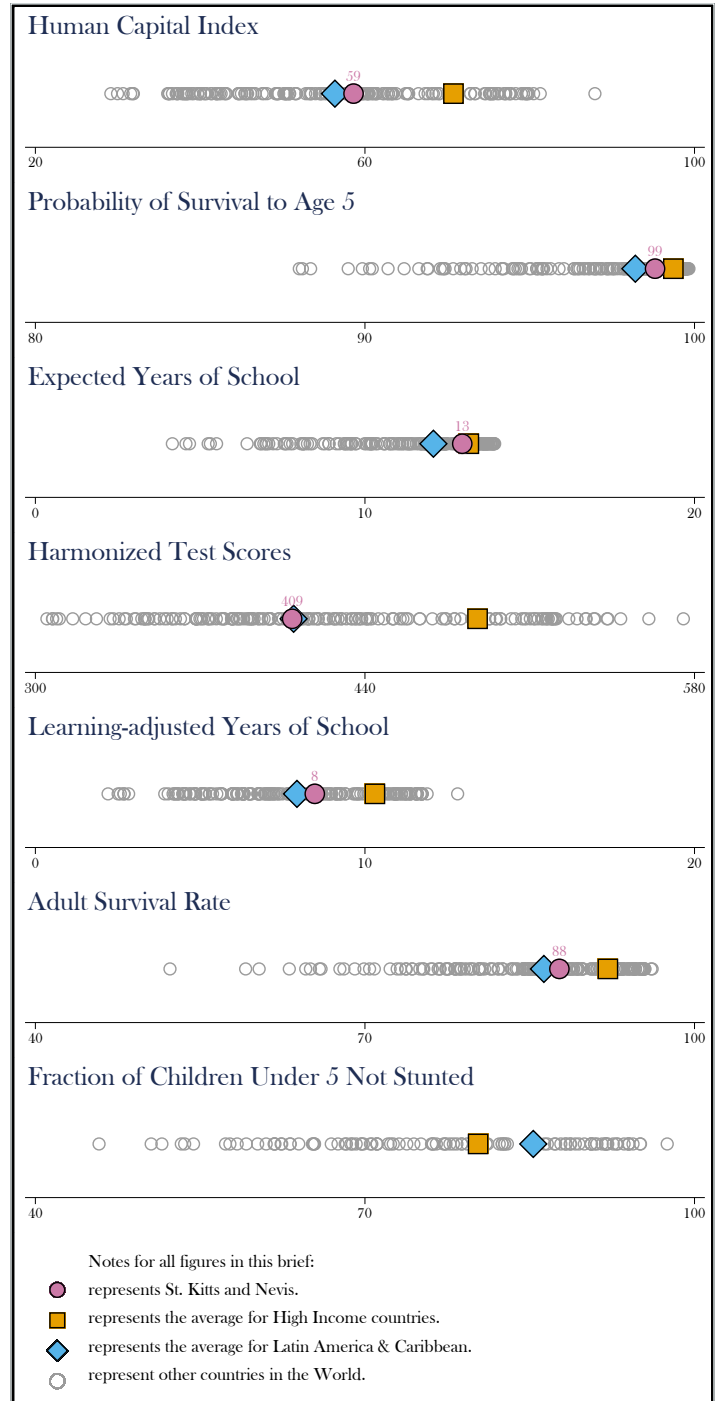 Human Capital Index
59
20 60 100
Probability of Survival to Age 5
99
80 90 100
Expected Years of School
13
0 10 20
Harmonized Test Scores
409
300 440 580
Learning-adjusted Years of School
8
0 10 20
Adult Survival Rate
88
40 70 100
Fraction of Children Under 5 Not Stunted
40 70 100
Notes for all figures in this brief:
represents St. Kitts and Nevis.
represents the average for High Income countries.
represents the average for Latin America & Caribbean.
represent other countries in the World.